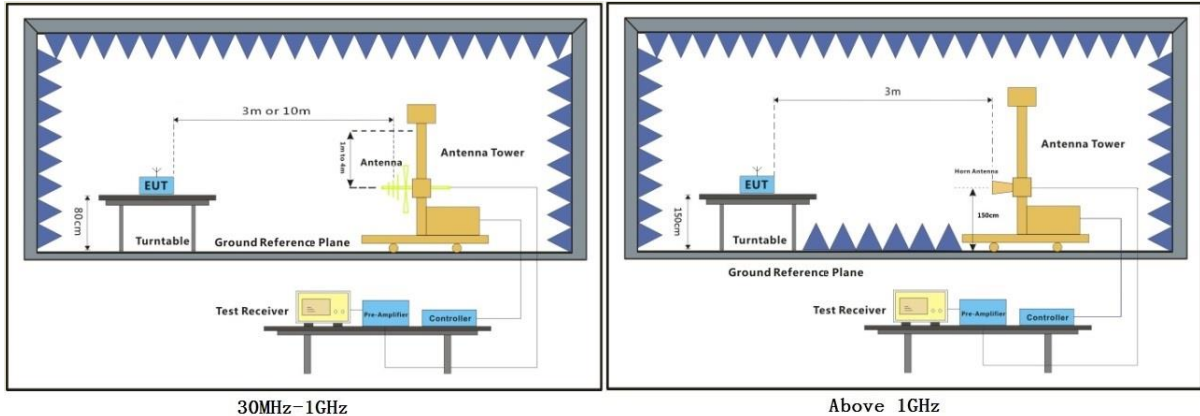 3m or 10m
1m to 4m
Antenna
Antenna Tower
EUT
80cm
Turntable
Ground Reference Plane
Test Receiver
Pre-Amplifier
Controller
30MHz-1GHz
3m
Antenna Tower
Horn Antenna
EUT
150cm
150cm
Turntable
Ground Reference Plane
Test Receiver
Pre-Amplifier
Controller
Above 1GHz